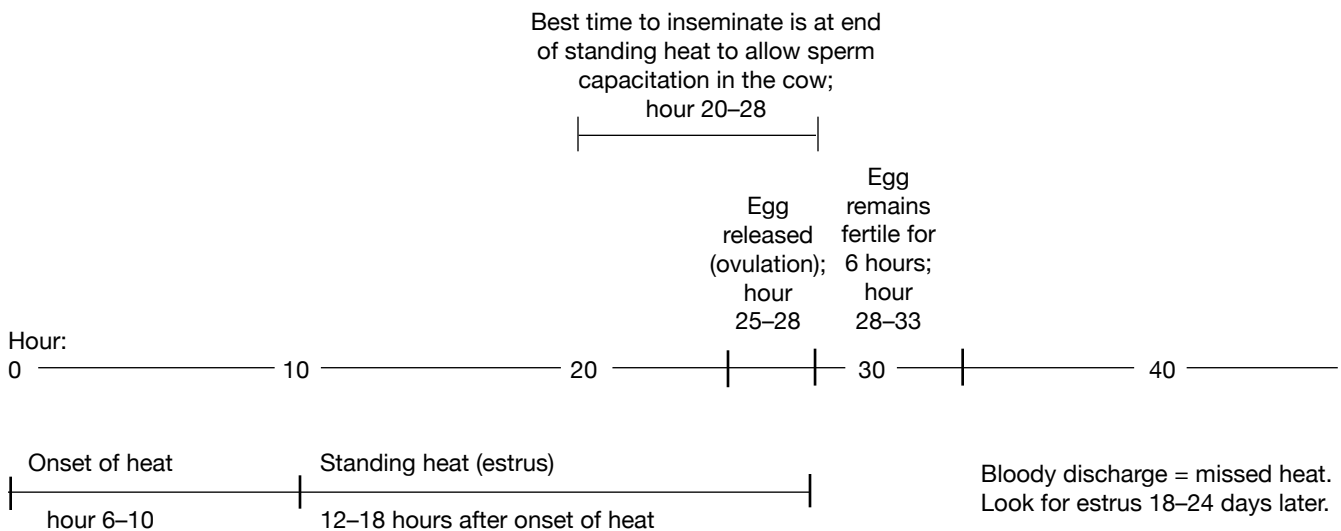 Best time to inseminate is at end
of standing heat to allow sperm
capacitation in the cow;
hour 20–28
Egg
released
(ovulation);
hour
25–28
Egg
remains
fertile for
6 hours;
hour
28–33
Hour:
0 10 20 30 40
Onset of heat
hour 6–10
Standing heat (estrus)
12–18 hours after onset of heat
Bloody discharge = missed heat.
Look for estrus 18–24 days later.